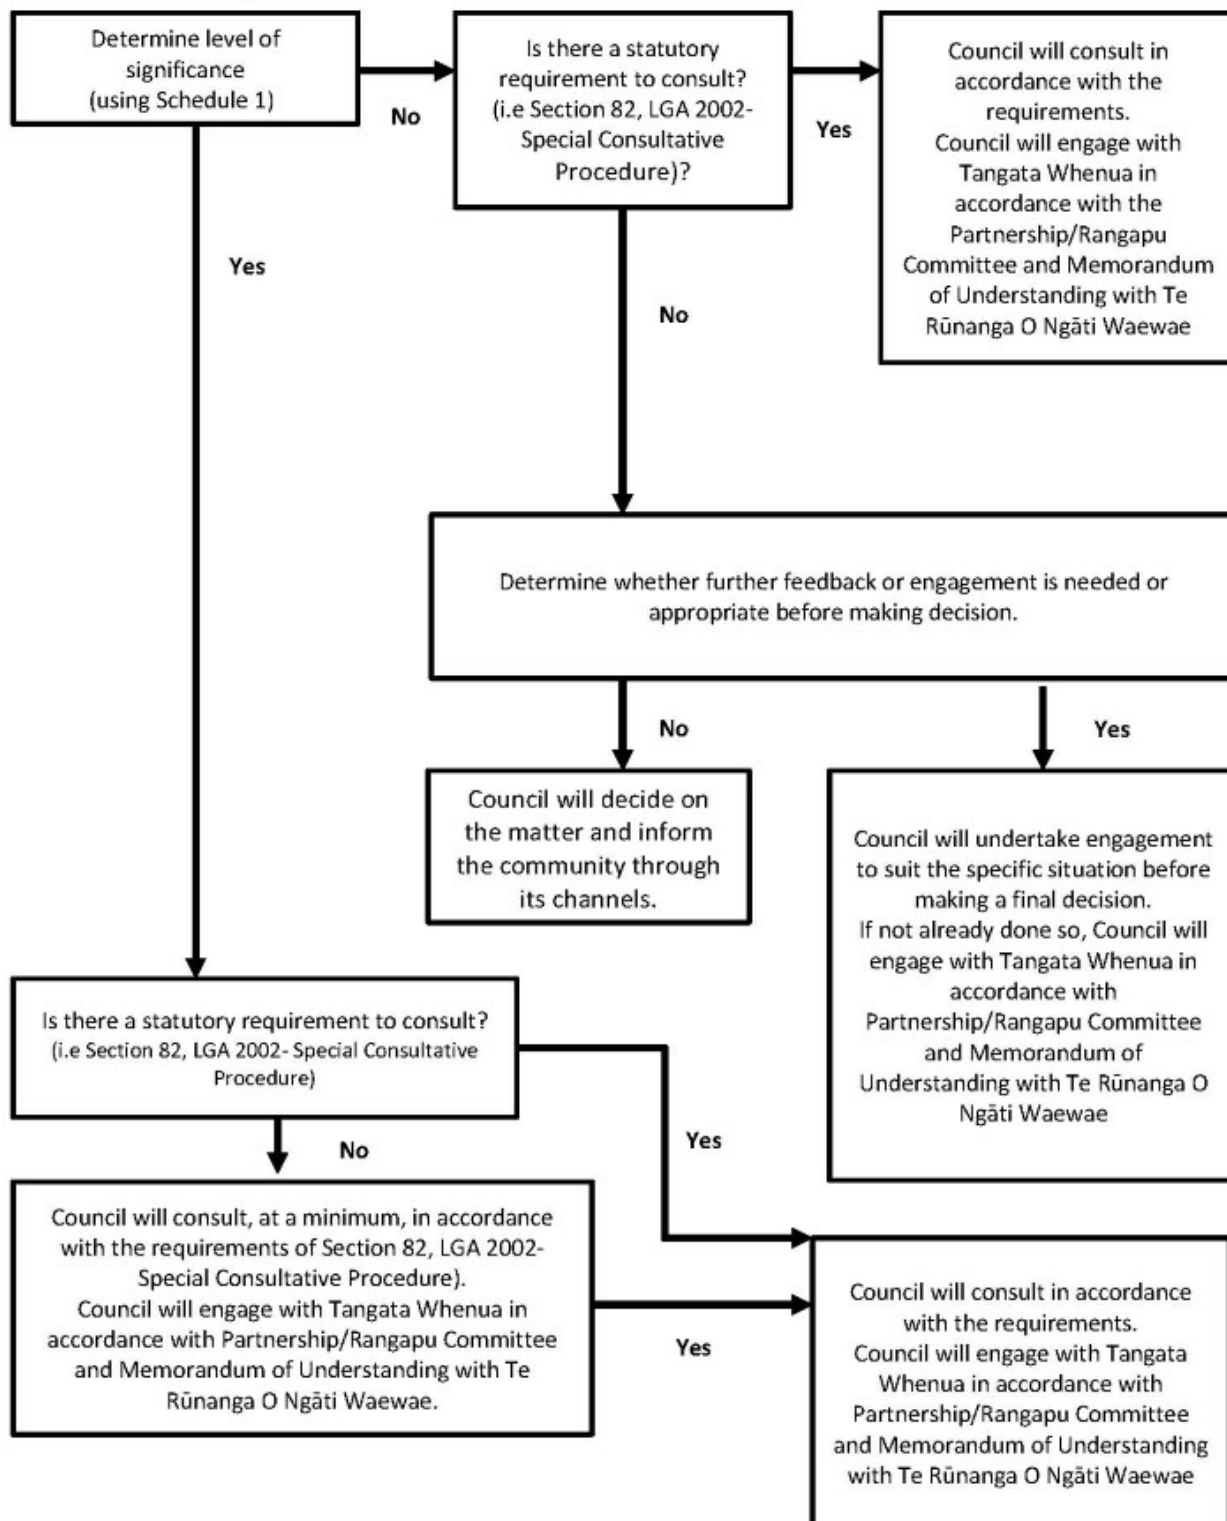 Determine level of
significance
(using Schedule 1)
No
Is there a statutory
requirement to consult?
(i.e Section 82, LGA 2002-
Special Consultative
Procedure)?
Yes
Council will consult in
accordance with the
requirements.
Council will engage with
Tangata Whenua in
accordance with the
Partnership/Rangapu
Committee and Memorandum
of Understanding with Te
Rūnanga O Ngāti Waewae
Yes
No
Determine whether further feedback or engagement is needed or
appropriate before making decision.
No
Yes
Council will decide on
the matter and inform
the community through
its channels.
Council will undertake engagement
to suit the specific situation before
making a final decision.
If not already done so, Council will
engage with Tangata Whenua in
accordance with
Partnership/Rangapu Committee
and Memorandum of
Understanding with Te Rūnanga O
Ngāti Waewae
Is there a statutory requirement to consult?
(i.e Section 82, LGA 2002- Special Consultative
Procedure)
No
Yes
Council will consult, at a minimum, in accordance
with the requirements of Section 82, LGA 2002-
Special Consultative Procedure).
Council will engage with Tangata Whenua in
accordance with Partnership/Rangapu Committee
and Memorandum of Understanding with Te
Rūnanga O Ngāti Waewae.
Yes
Council will consult in accordance
with the requirements.
Council will engage with Tangata
Whenua in accordance with
Partnership/Rangapu Committee
and Memorandum of Understanding
with Te Rūnanga O Ngāti Waewae